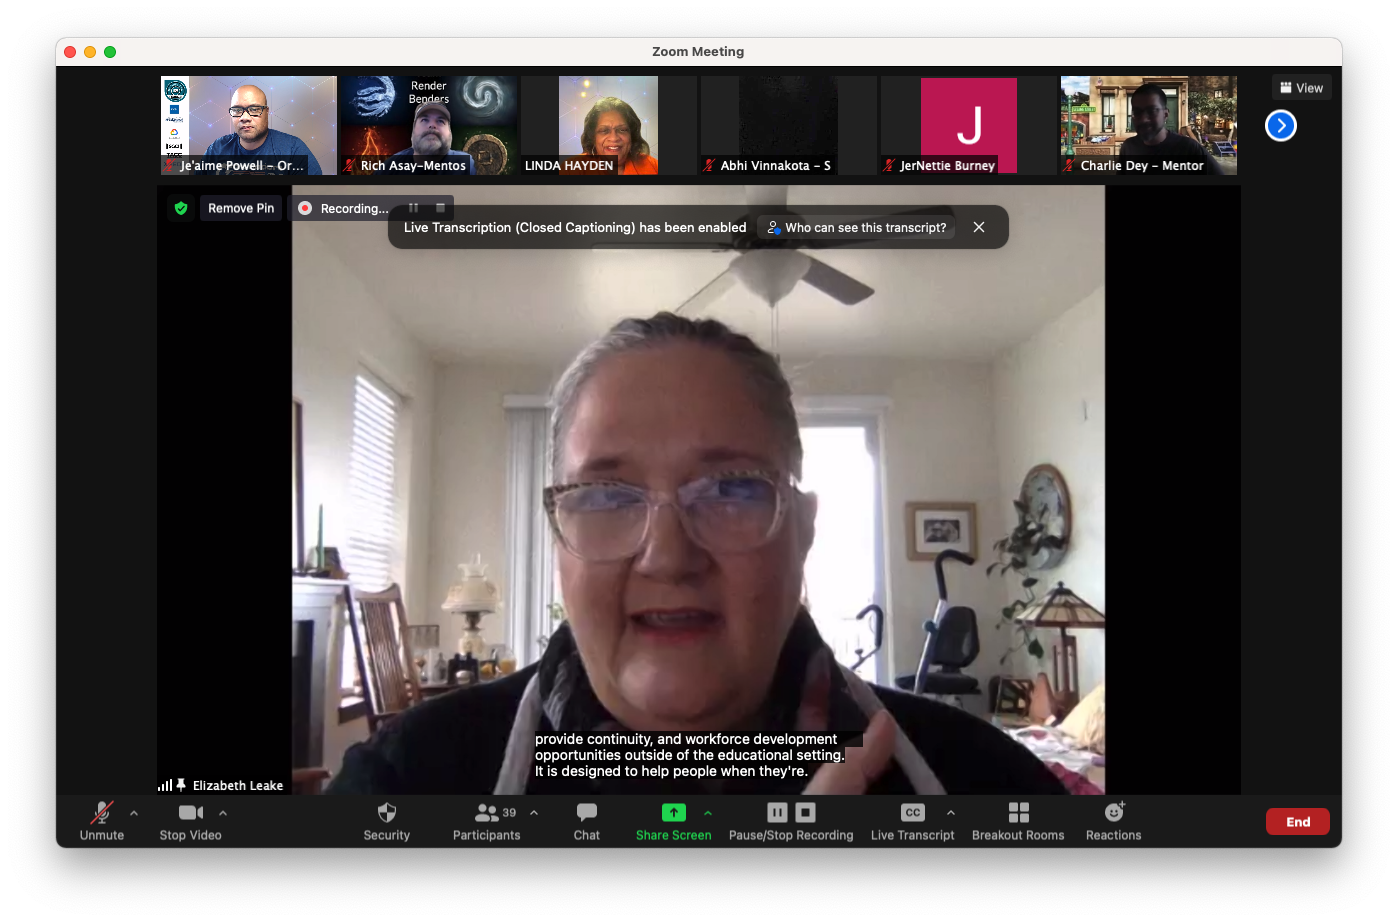 Zoom Meeting
Render
Benders
J
View
Je'aime Powell - Or...
Rich Asay-Mentos
LINDA HAYDEN
Abhi Vinnakota - S
JerNettie Burney
Charlie Dey - Mentor
Remove Pin
Recording...
Live Transcription (Closed Captioning) has been enabled
Who can see this transcript?
provide continuity, and workforce development
opportunities outside of the educational setting.
It is designed to help people when they're.
Elizabeth Leake
39
CC
Unmute
Stop Video
Security
Participants
Chat
Share Screen
Pause/Stop Recording
Live Transcript
Breakout Rooms
Reactions
End